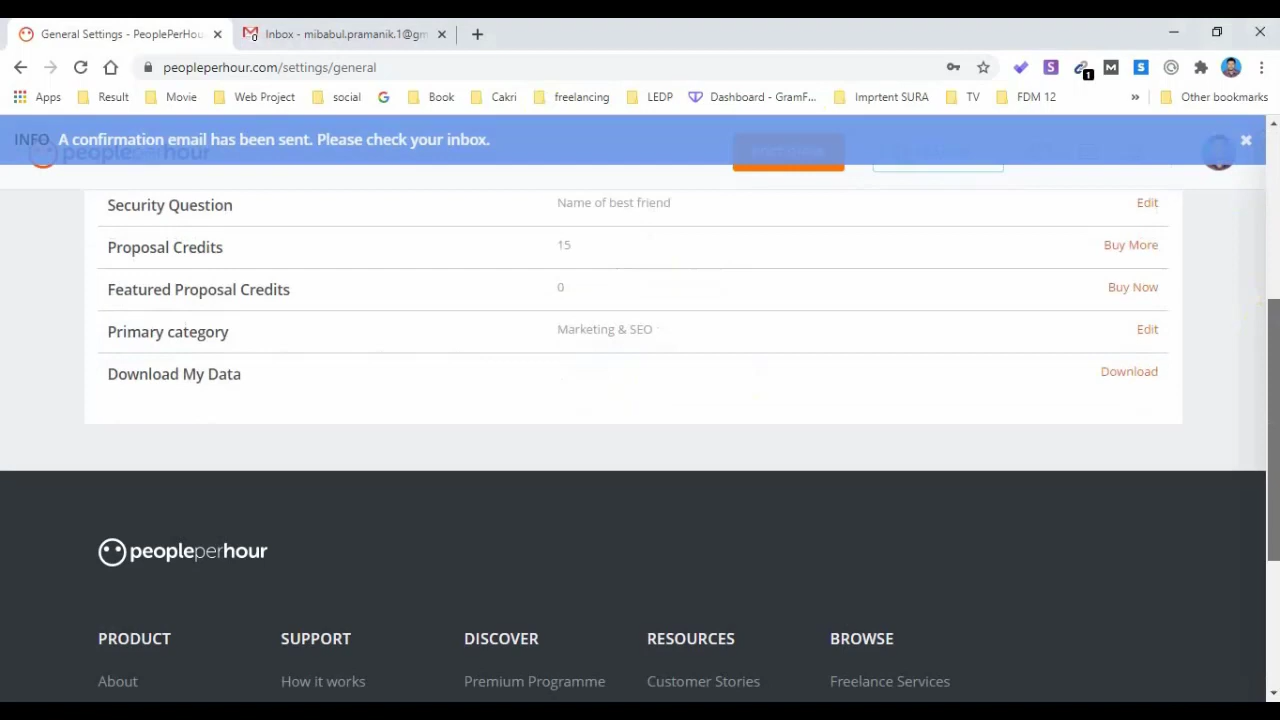 General Settings - PeoplePerHou
Inbox - mibabul.pramanik.1@gm
peopleperhour.com/settings/general
1
Apps
Result
Movie
Web Project
social
Book
Cakri
freelancing
LEDP
Dashboard - GramF...
Imprtent SURA
TV
FDM 12
»
Other bookmarks
INFO A confirmation email has been sent. Please check your inbox.
peopleperhour
Security Question Name of best friend Edit
Proposal Credits 15 Buy More
Featured Proposal Credits 0 Buy Now
Primary category Marketing & SEO Edit
Download My Data Download
peopleperhour
PRODUCT SUPPORT DISCOVER RESOURCES BROWSE
About How it works Premium Programme Customer Stories Freelance Services